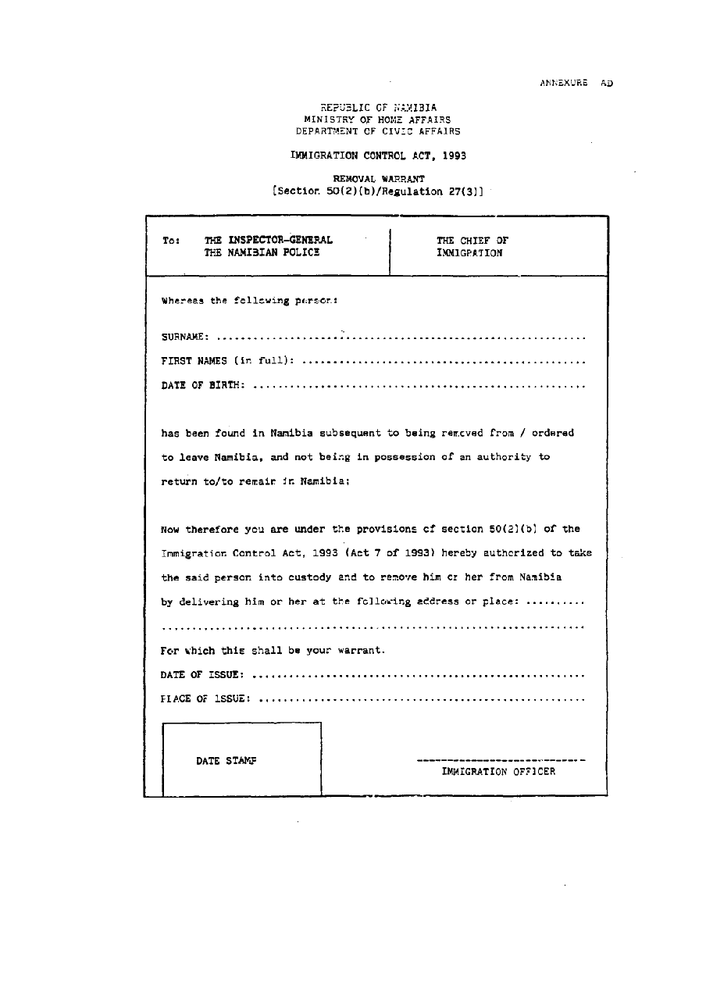 ANNEXURE AD
REPUBLIC OF NAMIBIA
MINISTRY OF HOME AFFAIRS
DEPARTMENT OF CIVIC AFFAIRS
IMMIGRATION CONTROL ACT, 1993
REMOVAL WARRANT
[Section 50(2)(b)/Regulation 27(3)]
To: THE INSPECTOR-GENERAL
THE NAMIBIAN POLICE
THE CHIEF OF
IMMIGRATION
Whereas the following person:
SURNAME: .............................................................
FIRST NAMES (in full): ...............................................
DATE OF BIRTH: .......................................................
has been found in Namibia subsequent to being removed from / ordered
to leave Namibia, and not being in possession of an authority to
return to/to remain in Namibia;
Now therefore you are under the provisions of section 50(2)(b) of the
Immigration Control Act, 1993 (Act 7 of 1993) hereby authorized to take
the said person into custody and to remove him or her from Namibia
by delivering him or her at the following address or place: ..........
......................................................................
For which this shall be your warrant.
DATE OF ISSUE: .......................................................
PLACE OF ISSUE: ......................................................
DATE STAMP
----------------------------
IMMIGRATION OFFICER